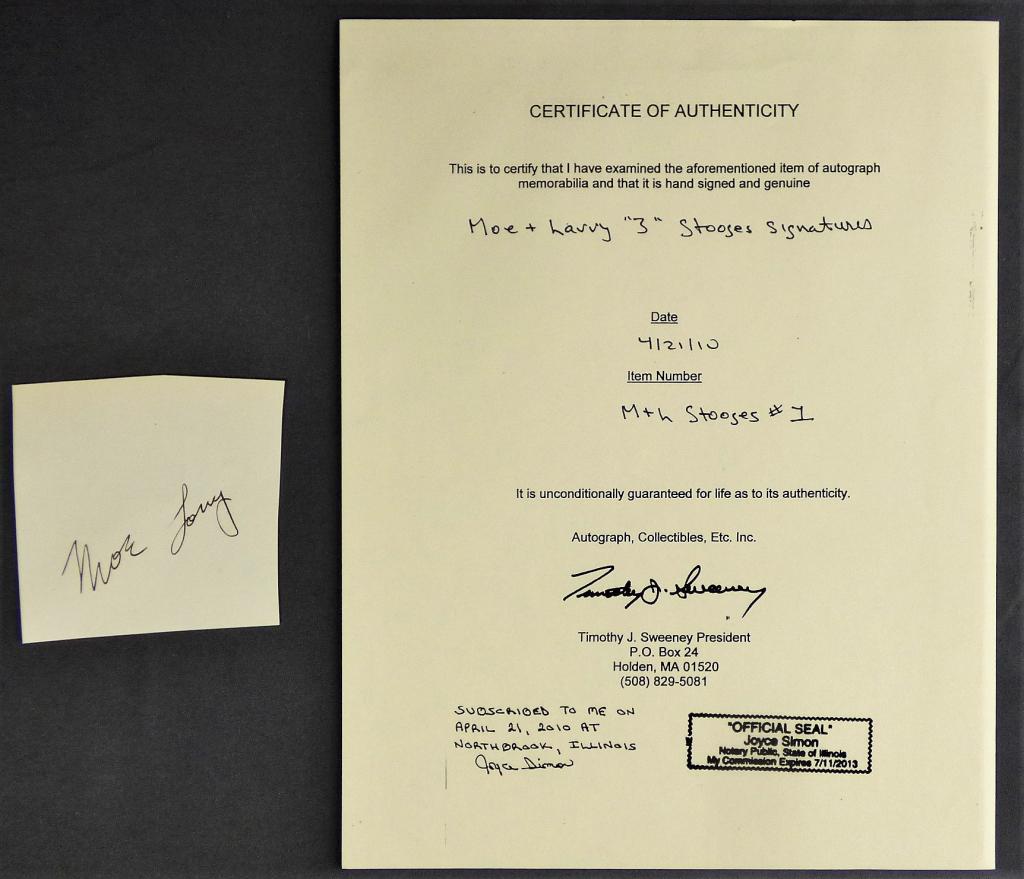 Moe Larry
CERTIFICATE OF AUTHENTICITY
This is to certify that I have examined the aforementioned item of autograph
memorabilia and that it is hand signed and genuine
Moe + Larry "3" Stooges Signatures
Date
4/21/10
Item Number
M+L Stooges # 1
It is unconditionally guaranteed for life as to its authenticity.
Autograph, Collectibles, Etc. Inc.
Timothy J. Sweeney
Timothy J. Sweeney President
P.O. Box 24
Holden, MA 01520
(508) 829-5081
SUBSCRIBED TO ME ON
APRIL 21, 2010 AT
NORTHBROOK, ILLINOIS
Joyce Simon
"OFFICIAL SEAL"
Joyce Simon
Notary Public, State of Illinois
My Commission Expires 7/11/2013